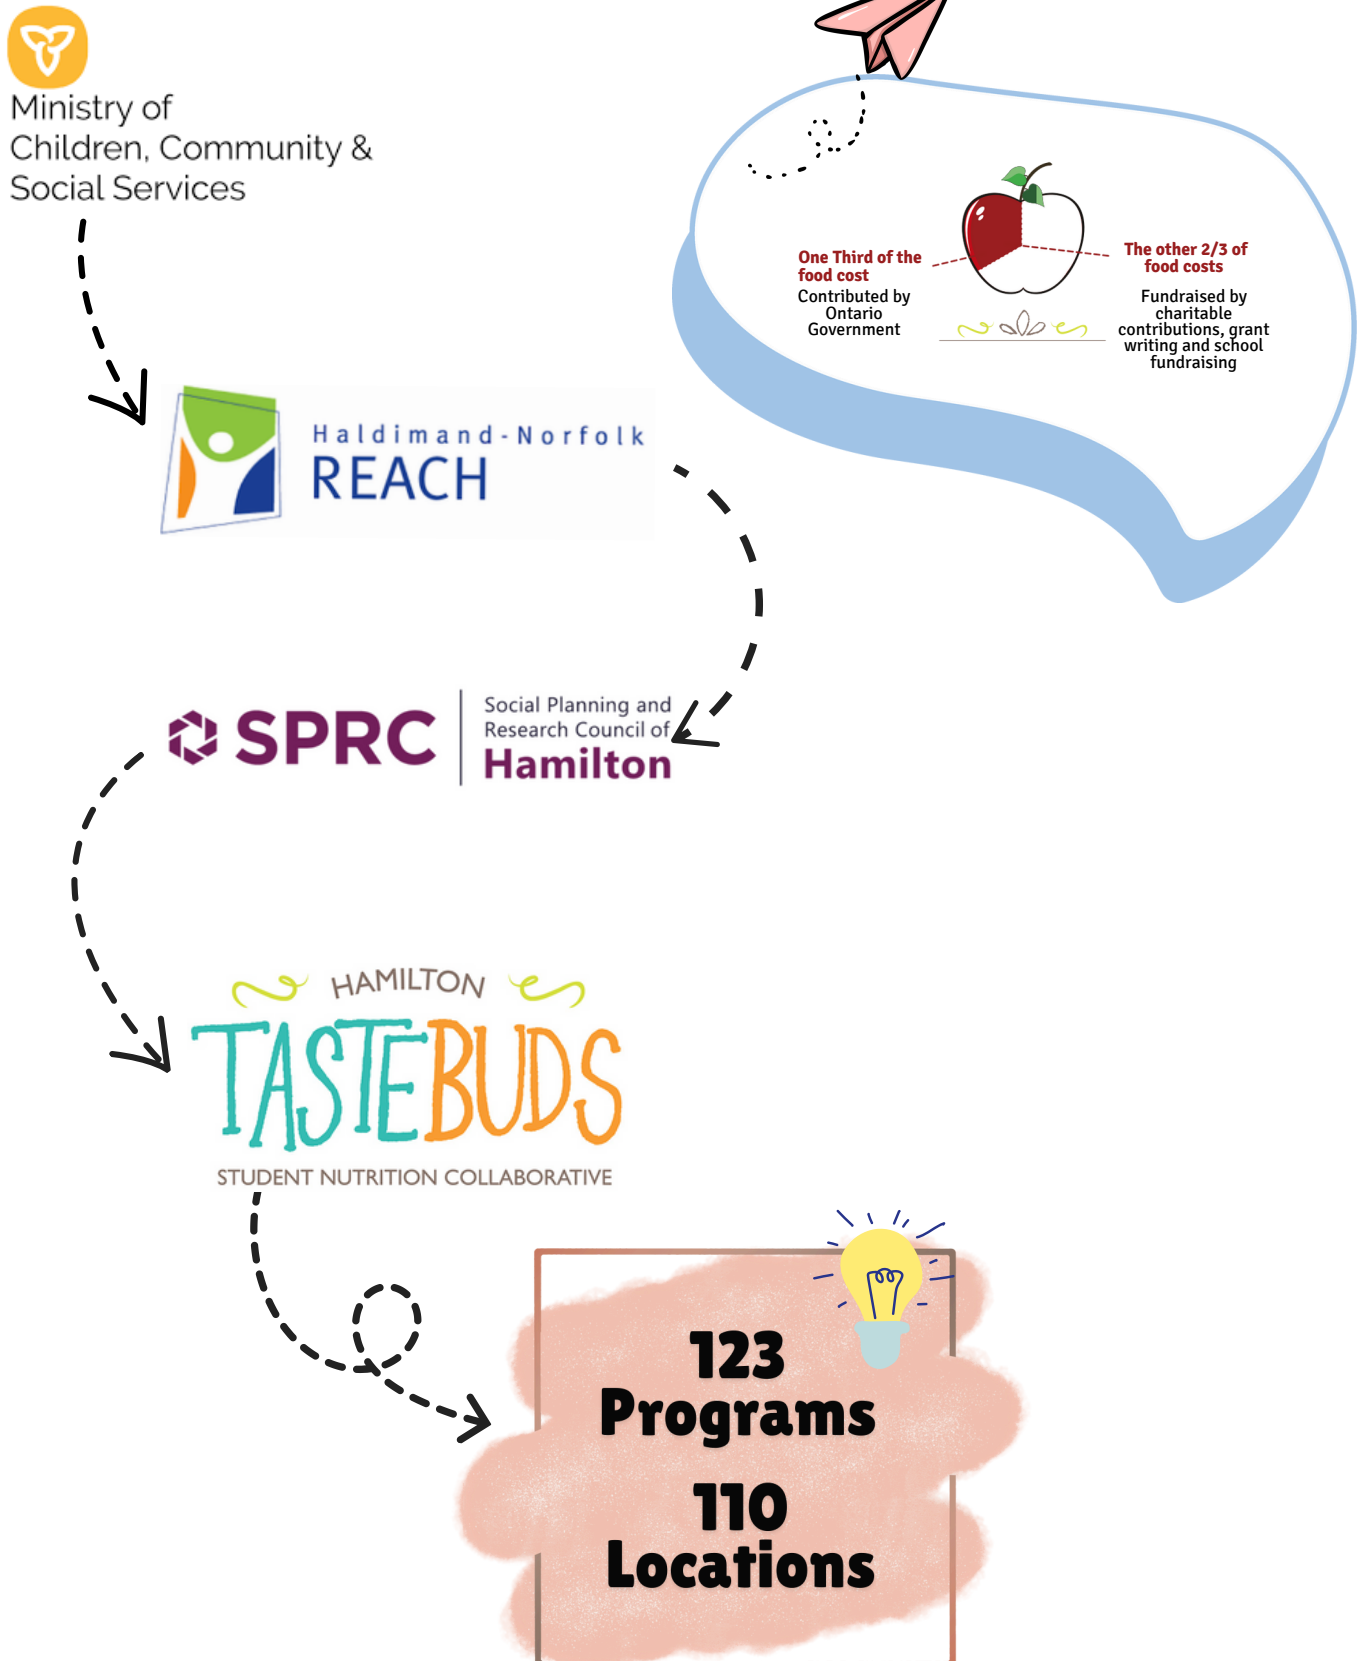 Ministry of
Children, Community &
Social Services
One Third of the
food cost
Contributed by
Ontario
Government
The other 2/3 of
food costs
Fundraised by
charitable
contributions, grant
writing and school
fundraising
Haldimand-Norfolk
REACH
SPRC
Social Planning and
Research Council of
Hamilton
HAMILTON
TASTEBUDS
STUDENT NUTRITION COLLABORATIVE
123
Programs
110
Locations